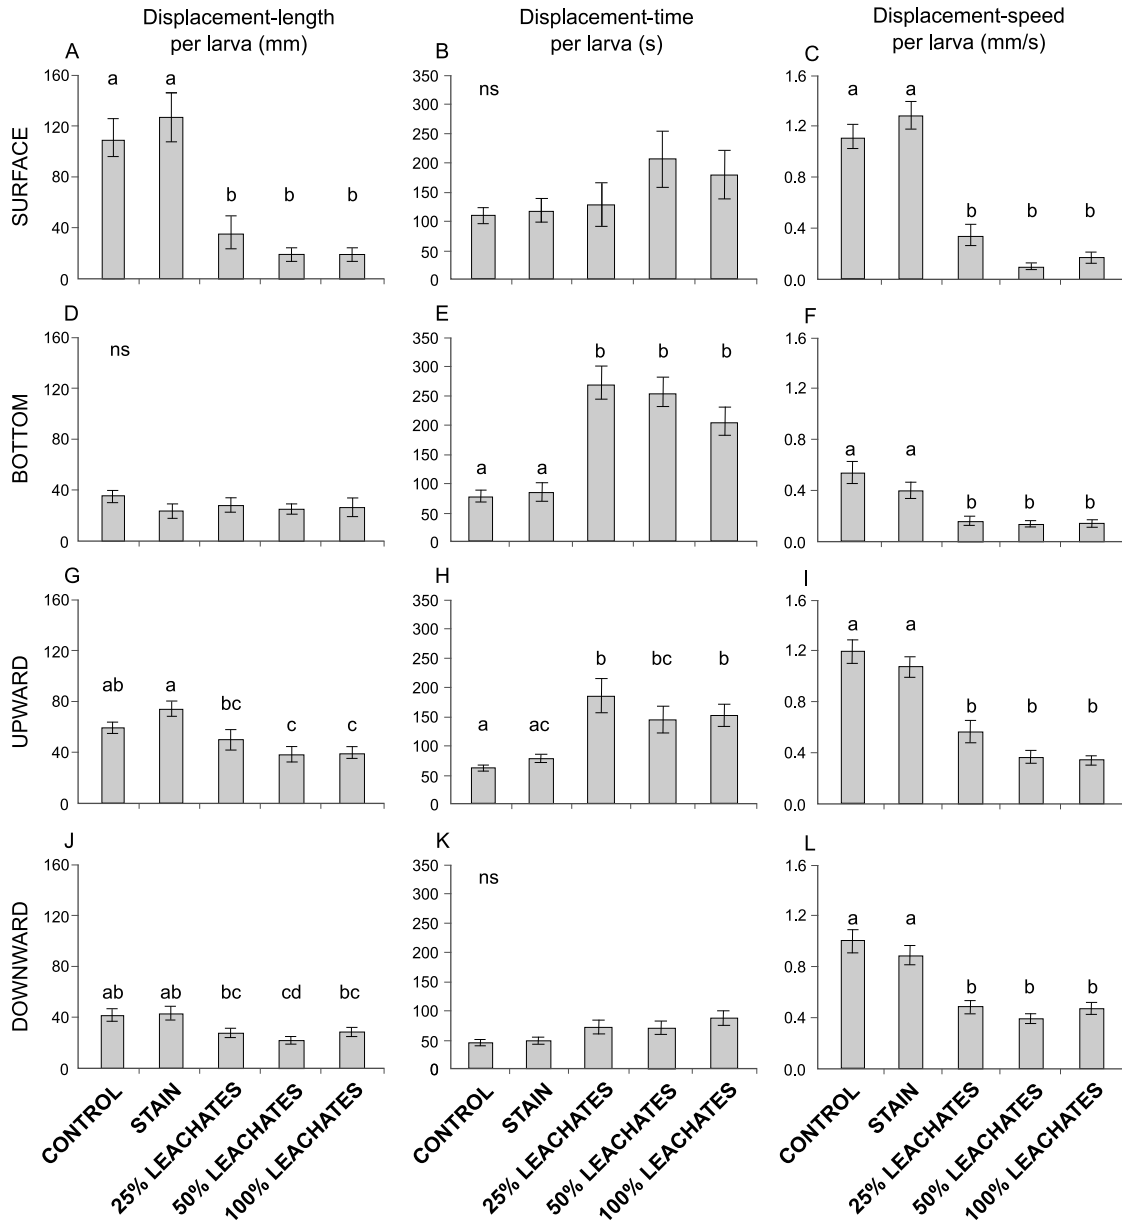 Displacement-length
per larva (mm)
Displacement-time
per larva (s)
Displacement-speed
per larva (mm/s)
SURFACE
A
160
120
80
40
0
a
a
b
b
b
B
350
300
250
200
150
100
50
0
ns
C
1.6
1.2
0.8
0.4
0.0
a
a
b
b
b
BOTTOM
D
160
120
80
40
0
ns
E
350
300
250
200
150
100
50
0
a
a
b
b
b
F
1.6
1.2
0.8
0.4
0.0
a
a
b
b
b
UPWARD
G
160
120
80
40
0
ab
a
bc
c
c
H
350
300
250
200
150
100
50
0
a
ac
b
bc
b
I
1.6
1.2
0.8
0.4
0.0
a
a
b
b
b
DOWNWARD
J
160
120
80
40
0
ab
ab
bc
cd
bc
K
350
300
250
200
150
100
50
0
ns
L
1.6
1.2
0.8
0.4
0.0
a
a
b
b
b
CONTROL
STAIN
25% LEACHATES
50% LEACHATES
100% LEACHATES
CONTROL
STAIN
25% LEACHATES
50% LEACHATES
100% LEACHATES
CONTROL
STAIN
25% LEACHATES
50% LEACHATES
100% LEACHATES